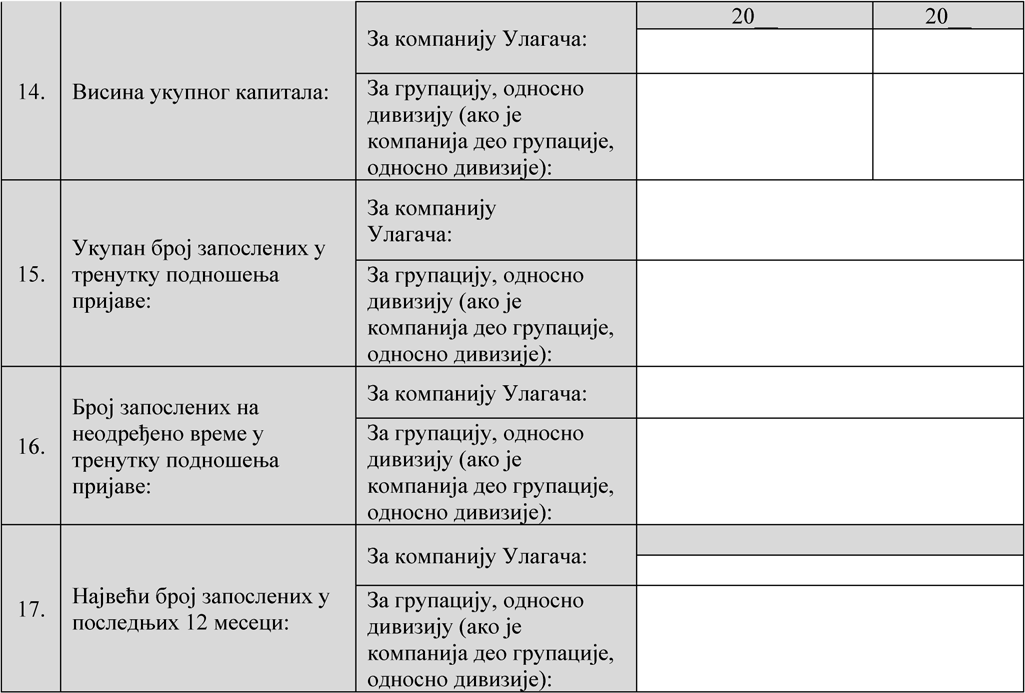 20__ 20__
За компанију Улагача:
14. Висина укупног капитала:
За групацију, односно
дивизију (ако је
компанија део групације,
односно дивизије):
15. Укупан број запослених у
тренутку подношења
пријаве:
За компанију
Улагача:
За групацију, односно
дивизију (ако је
компанија део групације,
односно дивизије):
16. Број запослених на
неодређено време у
тренутку подношења
пријаве:
За компанију Улагача:
За групацију, односно
дивизију (ако је
компанија део групације,
односно дивизије):
17. Највећи број запослених у
последњих 12 месеци:
За компанију Улагача:
За групацију, односно
дивизију (ако је
компанија део групације,
односно дивизије):